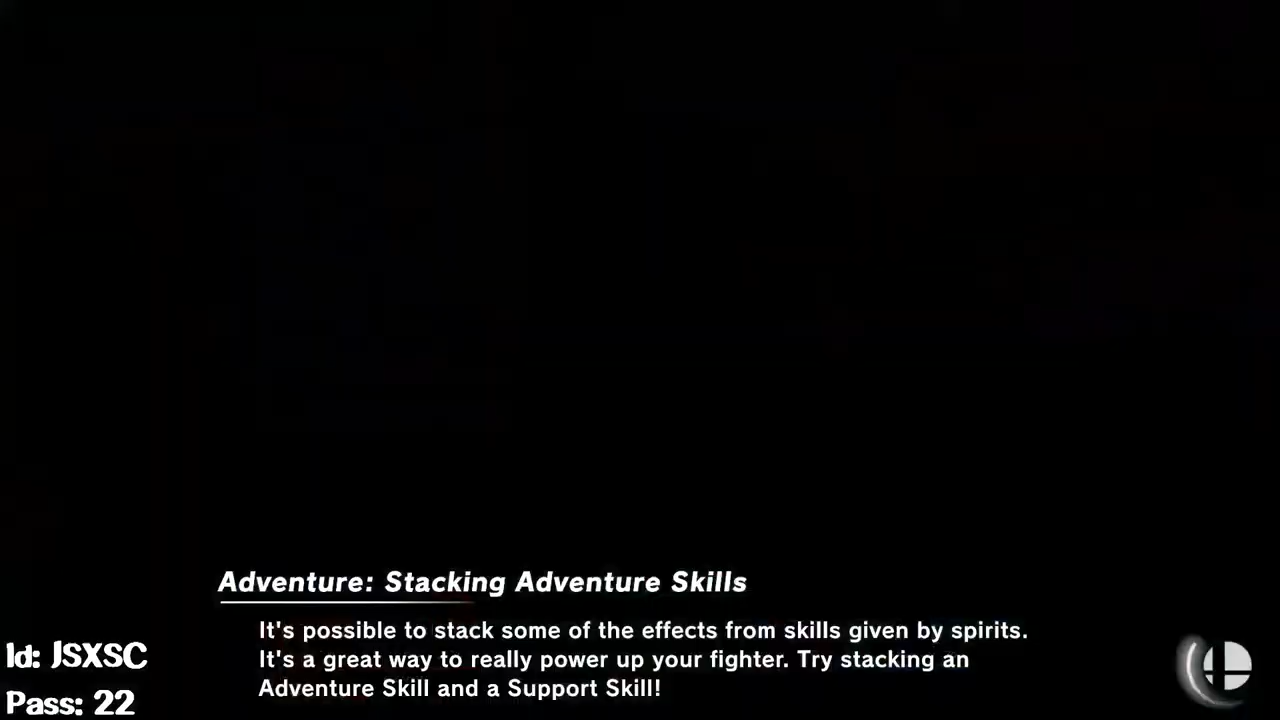 Adventure: Stacking Adventure Skills
It's possible to stack some of the effects from skills given by spirits.
It's a great way to really power up your fighter. Try stacking an
Adventure Skill and a Support Skill!
Id: JSXSC
Pass: 22